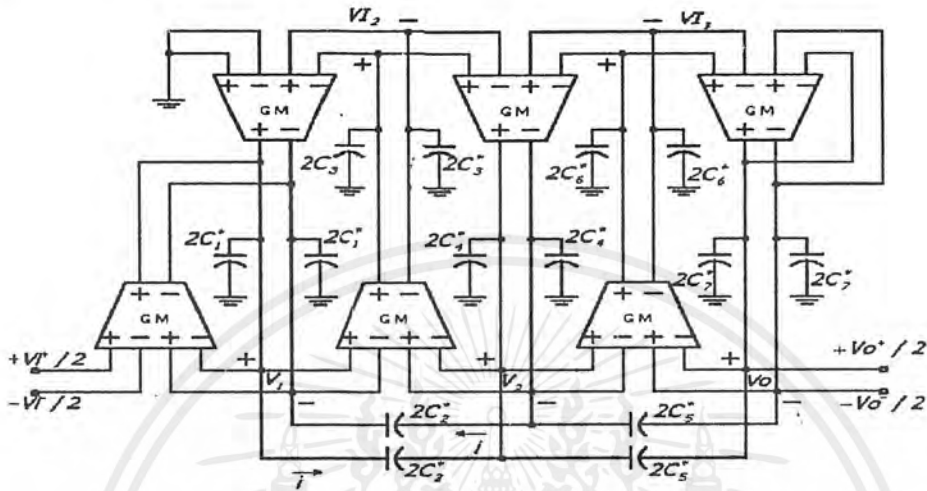 VI₂ − VI₃ −
+ − + − + − + − + − + −
GM GM GM
+ − + − + −
+ +
2C₃* 2C₃* 2C₆* 2C₆*
2C₁* 2C₁* 2C₄* 2C₄* 2C₇* 2C₇*
+ − + − + −
GM GM GM
+ − − + + − − + + − − +
+Vi⁺/2 V₁ + V₂ + Vo + +Vo⁺/2
−Vi⁻/2 − − − −Vo⁻/2
2C₂* i 2C₅*
i 2C₂* 2C₅*